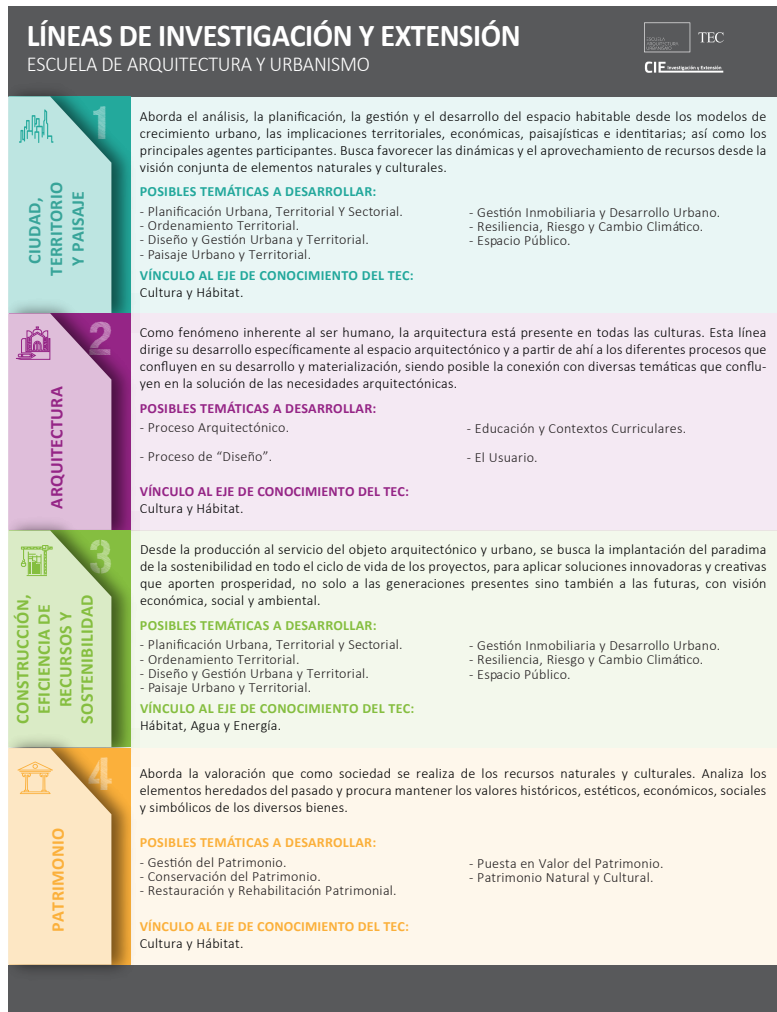 LÍNEAS DE INVESTIGACIÓN Y EXTENSIÓN
ESCUELA DE ARQUITECTURA Y URBANISMO
ESCUELA
ARQUITECTURA
URBANISMO
TEC
CIE Investigación y Extensión
1
CIUDAD,
TERRITORIO
Y PAISAJE
Aborda el análisis, la planificación, la gestión y el desarrollo del espacio habitable desde los modelos de
crecimiento urbano, las implicaciones territoriales, económicas, paisajísticas e identitarias; así como los
principales agentes participantes. Busca favorecer las dinámicas y el aprovechamiento de recursos desde la
visión conjunta de elementos naturales y culturales.
POSIBLES TEMÁTICAS A DESARROLLAR:
- Planificación Urbana, Territorial Y Sectorial.
- Ordenamiento Territorial.
- Diseño y Gestión Urbana y Territorial.
- Paisaje Urbano y Territorial.
- Gestión Inmobiliaria y Desarrollo Urbano.
- Resiliencia, Riesgo y Cambio Climático.
- Espacio Público.
VÍNCULO AL EJE DE CONOCIMIENTO DEL TEC:
Cultura y Hábitat.
2
ARQUITECTURA
Como fenómeno inherente al ser humano, la arquitectura está presente en todas las culturas. Esta línea
dirige su desarrollo específicamente al espacio arquitectónico y a partir de ahí a los diferentes procesos que
confluyen en su desarrollo y materialización, siendo posible la conexión con diversas temáticas que conflu-
yen en la solución de las necesidades arquitectónicas.
POSIBLES TEMÁTICAS A DESARROLLAR:
- Proceso Arquitectónico.
- Proceso de “Diseño”.
- Educación y Contextos Curriculares.
- El Usuario.
VÍNCULO AL EJE DE CONOCIMIENTO DEL TEC:
Cultura y Hábitat.
3
CONSTRUCCIÓN,
EFICIENCIA DE
RECURSOS Y
SOSTENIBILIDAD
Desde la producción al servicio del objeto arquitectónico y urbano, se busca la implantación del paradima
de la sostenibilidad en todo el ciclo de vida de los proyectos, para aplicar soluciones innovadoras y creativas
que aporten prosperidad, no solo a las generaciones presentes sino también a las futuras, con visión
económica, social y ambiental.
POSIBLES TEMÁTICAS A DESARROLLAR:
- Planificación Urbana, Territorial y Sectorial.
- Ordenamiento Territorial.
- Diseño y Gestión Urbana y Territorial.
- Paisaje Urbano y Territorial.
- Gestión Inmobiliaria y Desarrollo Urbano.
- Resiliencia, Riesgo y Cambio Climático.
- Espacio Público.
VÍNCULO AL EJE DE CONOCIMIENTO DEL TEC:
Hábitat, Agua y Energía.
4
PATRIMONIO
Aborda la valoración que como sociedad se realiza de los recursos naturales y culturales. Analiza los
elementos heredados del pasado y procura mantener los valores históricos, estéticos, económicos, sociales
y simbólicos de los diversos bienes.
POSIBLES TEMÁTICAS A DESARROLLAR:
- Gestión del Patrimonio.
- Conservación del Patrimonio.
- Restauración y Rehabilitación Patrimonial.
- Puesta en Valor del Patrimonio.
- Patrimonio Natural y Cultural.
VÍNCULO AL EJE DE CONOCIMIENTO DEL TEC:
Cultura y Hábitat.